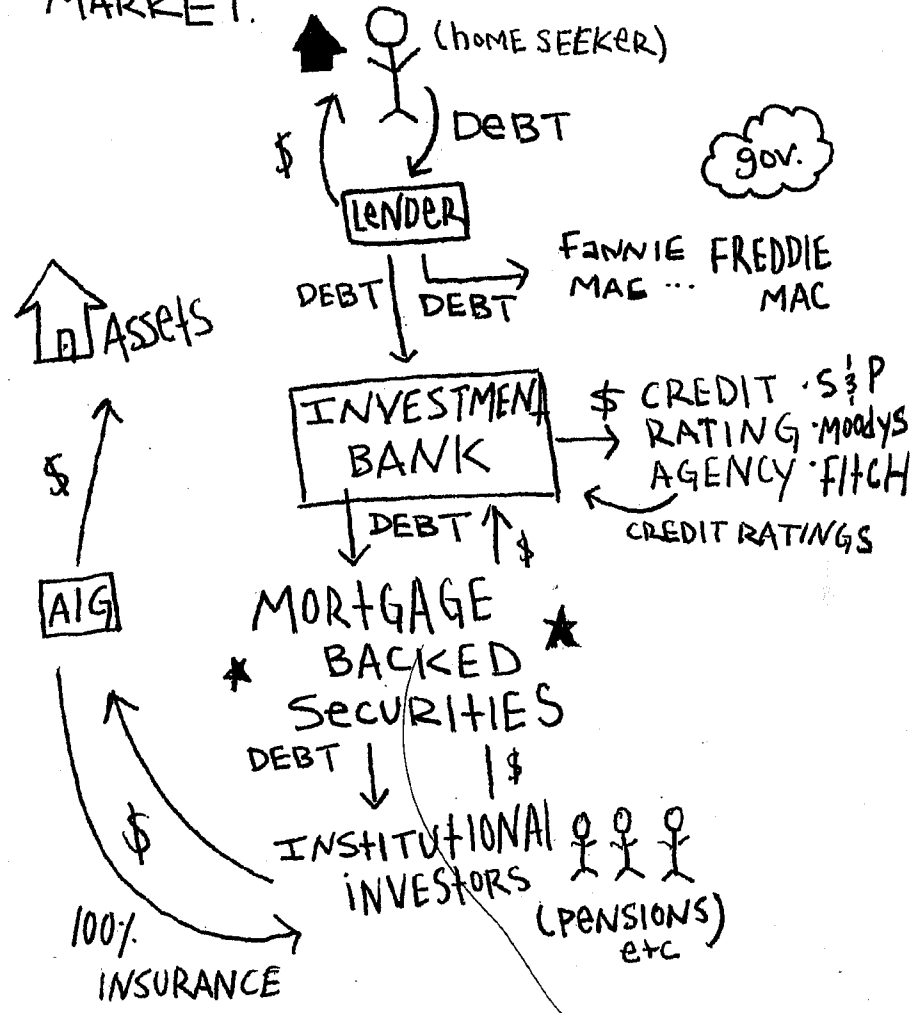 MARKET.
(HOME SEEKER)
$
DEBT
gov.
LENDER
FANNIE FREDDIE
MAE ... MAC
DEBT
DEBT
Assets
INVESTMENT
BANK
$ CREDIT · S & P
RATING · Moodys
AGENCY · FITCH
CREDIT RATINGS
$
DEBT
$
AIG
MORTGAGE
BACKED
SECURITIES
DEBT
$
$
INSTITUTIONAL
INVESTORS
(PENSIONS)
etc
100%
INSURANCE